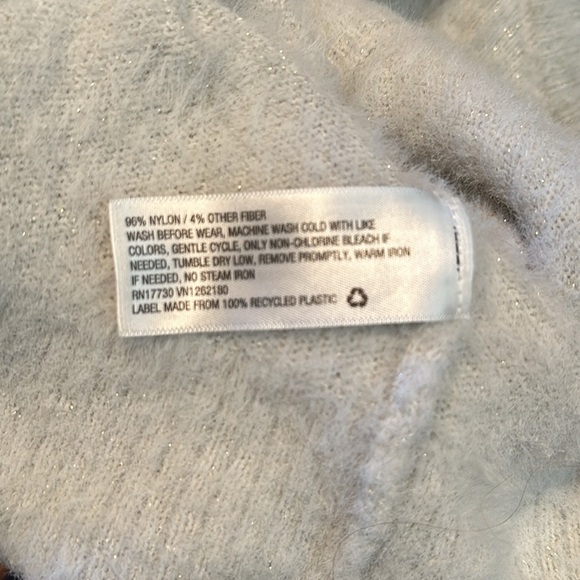 96% NYLON / 4% OTHER FIBER
WASH BEFORE WEAR, MACHINE WASH COLD WITH LIKE
COLORS, GENTLE CYCLE, ONLY NON-CHLORINE BLEACH IF
NEEDED, TUMBLE DRY LOW, REMOVE PROMPTLY, WARM IRON
IF NEEDED, NO STEAM IRON
RN17730 VN1262180
LABEL MADE FROM 100% RECYCLED PLASTIC